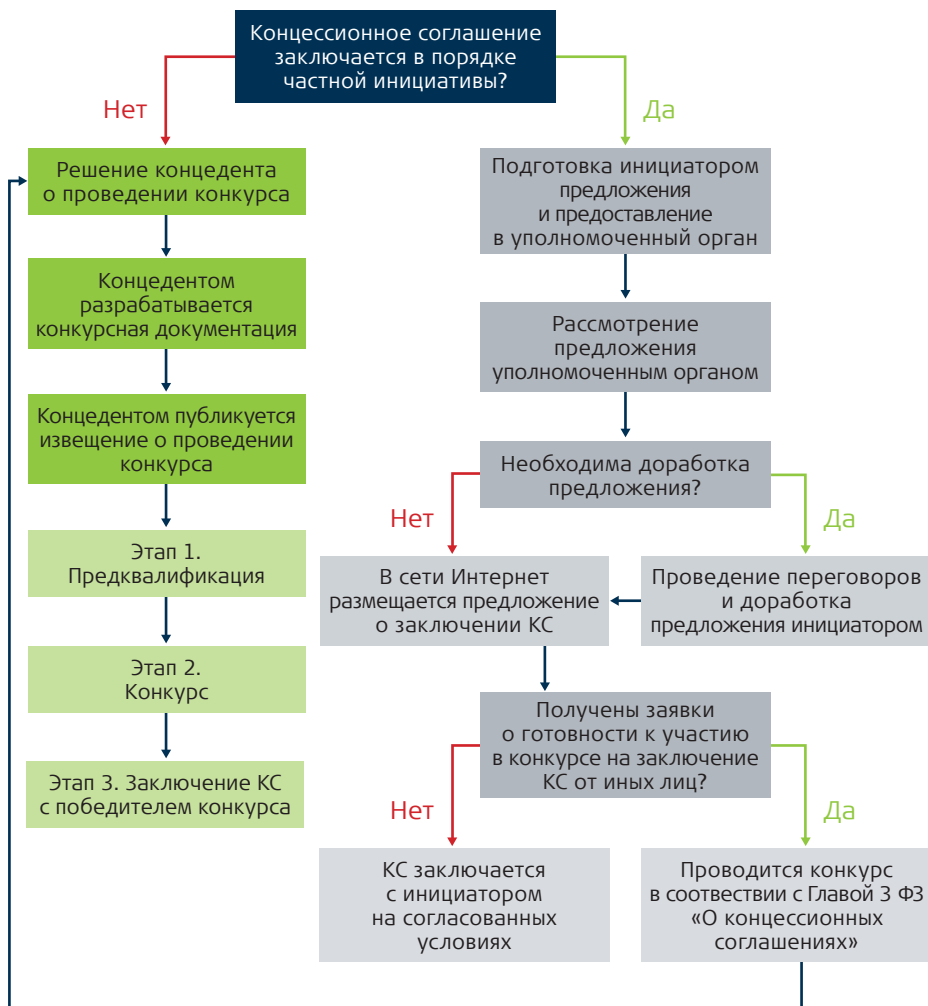 Концессионное соглашение
заключается в порядке
частной инициативы?
Нет
Да
Решение концедента
о проведении конкурса
Концедентом
разрабатывается
конкурсная документация
Концедентом публикуется
извещение о проведении
конкурса
Этап 1.
Предквалификация
Этап 2.
Конкурс
Этап 3. Заключение КС
с победителем конкурса
Подготовка инициатором
предложения
и предоставление
в уполномоченный орган
Рассмотрение
предложения
уполномоченным органом
Необходима доработка
предложения?
Нет
Да
В сети Интернет
размещается предложение
о заключении КС
Проведение переговоров
и доработка
предложения инициатором
Получены заявки
о готовности к участию
в конкурсе на заключение
КС от иных лиц?
Нет
Да
КС заключается
с инициатором
на согласованных
условиях
Проводится конкурс
в соотвествии с Главой 3 ФЗ
«О концессионных
соглашениях»